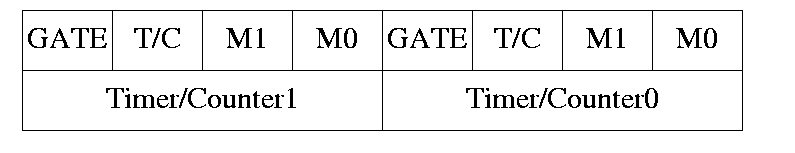 GATE T/C M1 M0 GATE T/C M1 M0
Timer/Counter1 Timer/Counter0